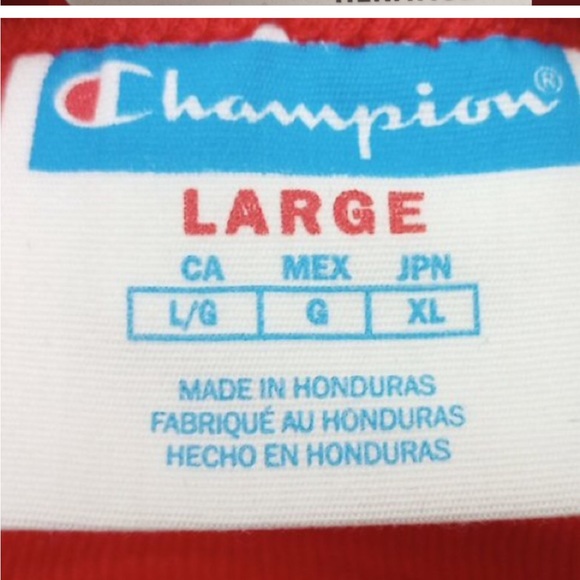 Champion®
LARGE
CA MEX JPN
L/G G XL
MADE IN HONDURAS
FABRIQUÉ AU HONDURAS
HECHO EN HONDURAS